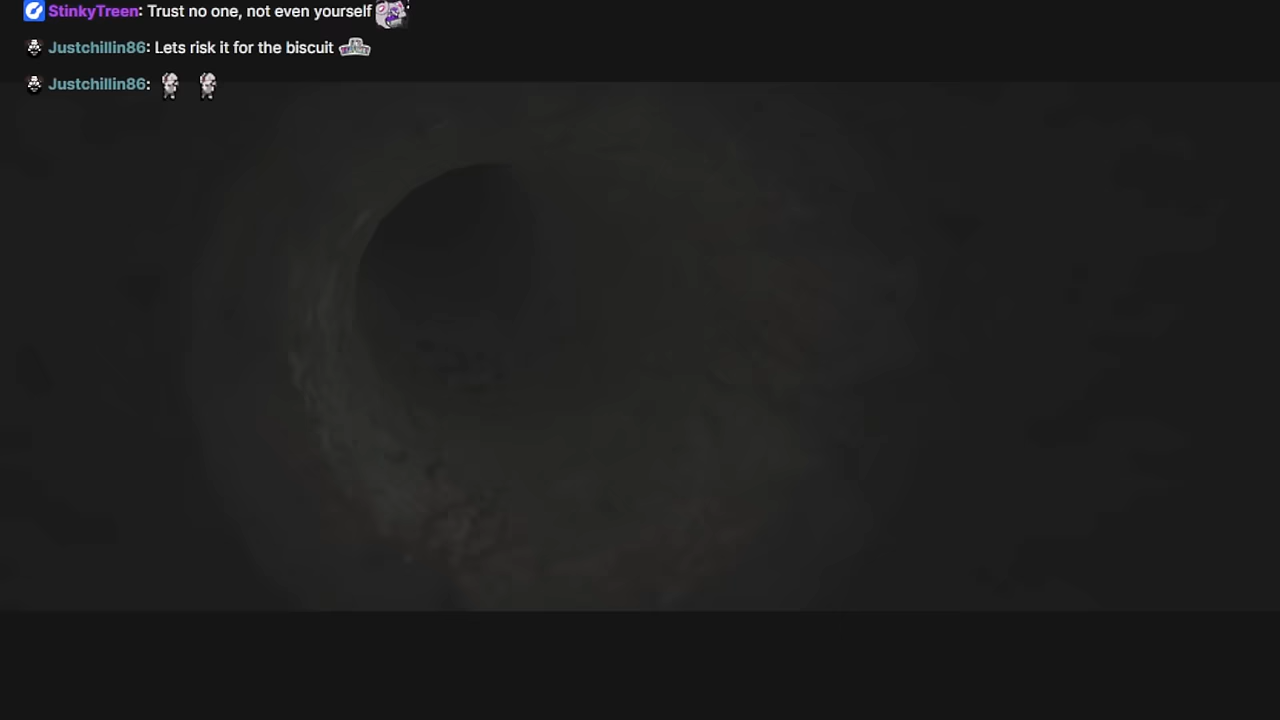 StinkyTreen: Trust no one, not even yourself
Justchillin86: Lets risk it for the biscuit
Justchillin86: